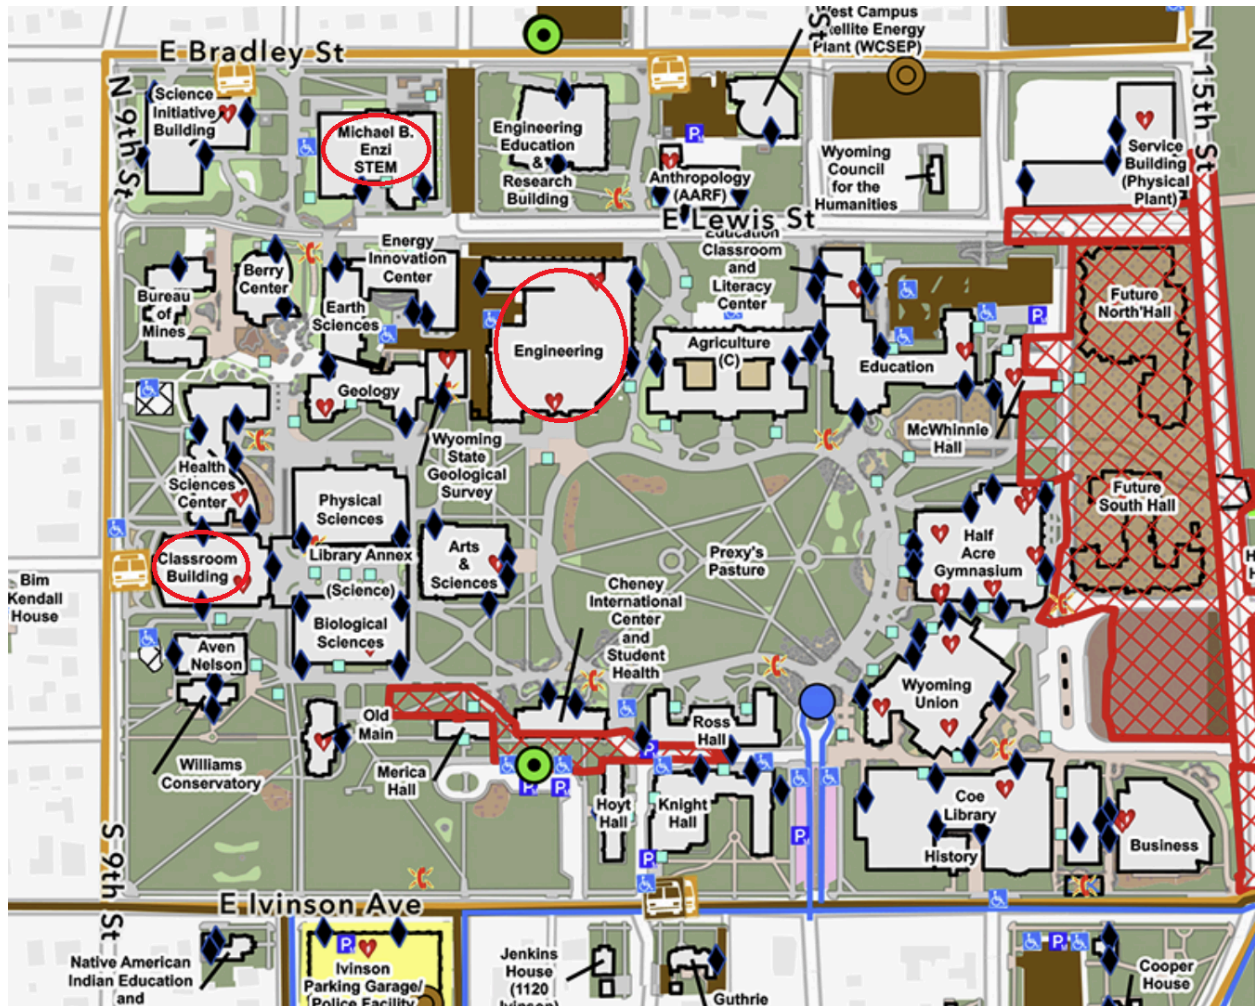 West Campus
Satellite Energy
Plant (WCSEP)
St
E Bradley St
N 9th St
N 15th St
Science
Initiative
Building
Michael B.
Enzi
STEM
Engineering
Education
&
Research
Building
P
Anthropology
(AARF)
Wyoming
Council
for the
Humanities
Service
Building
(Physical
Plant)
E Lewis St
Education
Classroom
and
Literacy
Center
Bureau
of
Mines
Berry
Center
Energy
Innovation
Center
Earth
Sciences
Engineering
Agriculture
(C)
Education
P
Future
North Hall
Geology
McWhinnie
Hall
Wyoming
State
Geological
Survey
Health
Sciences
Center
Physical
Sciences
Future
South Hall
Classroom
Building
Library Annex
(Science)
Arts
&
Sciences
Prexy's
Pasture
Half
Acre
Gymnasium
H
H
Bim
Kendall
House
Cheney
International
Center
and
Student
Health
Biological
Sciences
Aven
Nelson
Wyoming
Union
Old
Main
Ross
Hall
P
Williams
Conservatory
Merica
Hall
P
P
Hoyt
Hall
Knight
Hall
P
P
Coe
Library
History
Business
S 9th St
E Ivinson Ave
Native American
Indian Education
and
P
Ivinson
Parking Garage/
Police Facility
Jenkins
House
(1120
Ivinson)
Guthrie
P
Cooper
House